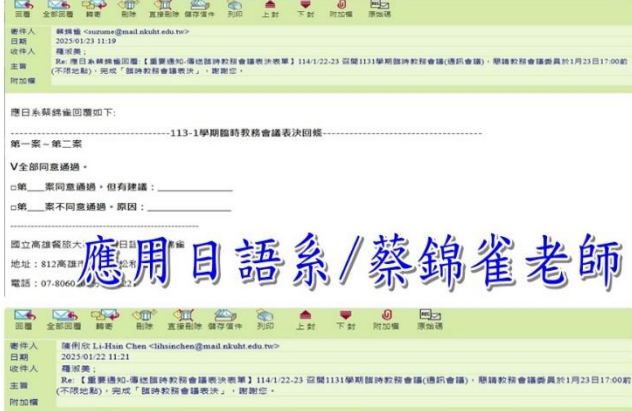 回覆 全部回覆 轉寄 刪除 直接刪除 儲存信件 列印 上封 下封 附加檔 原始碼
寄件人 蔡錦雀 <suzume@mail.nkuht.edu.tw>
日期 2025/01/23 11:19
收件人 羅淑美;
主旨 Re: 應日系蔡錦雀回覆:【重要通知-傳送臨時教務會議表決表單】114/1/22-23 召開1131學期臨時教務會議(通訊會議),懇請教務會議委員於1月23日17:00前
(不限地點),完成「臨時教務會議表決」,謝謝您。
附加檔
應日系蔡錦雀回覆如下:
-----------------------------------113-1學期臨時教務會議表決回條-----------------------------------
第一案~第二案
V全部同意通過。
□第___案同意通過,但有建議:____________
□第___案不同意通過。原因:____________
國立高雄餐旅大
地址:812高雄市
電話:07-8060
應用日語系/蔡錦雀老師
回覆 全部回覆 轉寄 刪除 直接刪除 儲存信件 列印 上封 下封 附加檔 原始碼
寄件人 陳俐欣 Li-Hsin Chen <lihsinchen@mail.nkuht.edu.tw>
日期 2025/01/22 11:21
收件人 羅淑美;
主旨 Re: 【重要通知-傳送臨時教務會議表決表單】114/1/22-23 召開1131學期臨時教務會議(通訊會議),懇請教務會議委員於1月23日17:00前
(不限地點),完成「臨時教務會議表決」,謝謝您。
附加檔